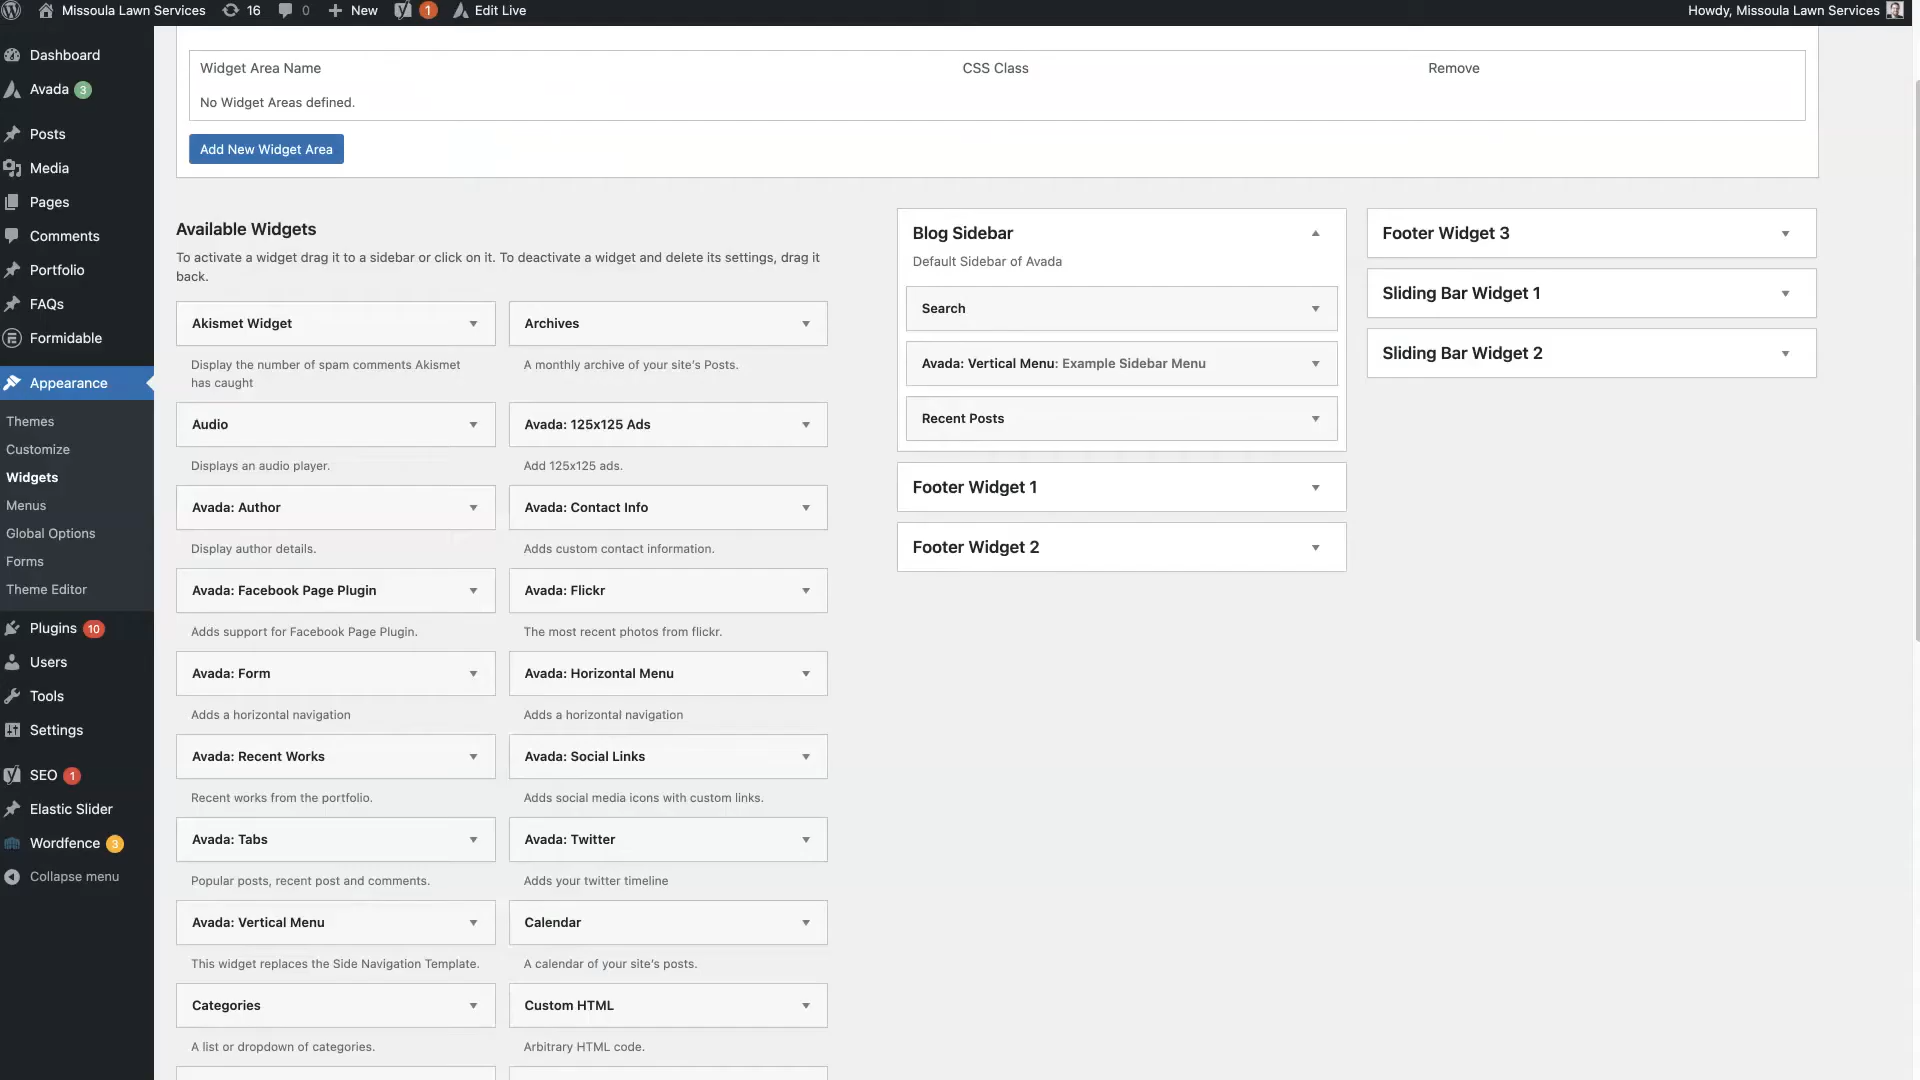 Missoula Lawn Services 16 0 New 1 Edit Live Howdy, Missoula Lawn Services
Dashboard
Avada 3
Posts
Media
Pages
Comments
Portfolio
FAQs
Formidable
Appearance
Themes
Customize
Widgets
Menus
Global Options
Forms
Theme Editor
Plugins 10
Users
Tools
Settings
SEO 1
Elastic Slider
Wordfence 3
Collapse menu
Widget Area Name CSS Class Remove
No Widget Areas defined.
Add New Widget Area
Available Widgets
To activate a widget drag it to a sidebar or click on it. To deactivate a widget and delete its settings, drag it
back.
Akismet Widget
Display the number of spam comments Akismet
has caught
Archives
A monthly archive of your site's Posts.
Audio
Displays an audio player.
Avada: 125x125 Ads
Add 125x125 ads.
Avada: Author
Display author details.
Avada: Contact Info
Adds custom contact information.
Avada: Facebook Page Plugin
Adds support for Facebook Page Plugin.
Avada: Flickr
The most recent photos from flickr.
Avada: Form
Adds a horizontal navigation
Avada: Horizontal Menu
Adds a horizontal navigation
Avada: Recent Works
Recent works from the portfolio.
Avada: Social Links
Adds social media icons with custom links.
Avada: Tabs
Popular posts, recent post and comments.
Avada: Twitter
Adds your twitter timeline
Avada: Vertical Menu
This widget replaces the Side Navigation Template.
Calendar
A calendar of your site's posts.
Categories
A list or dropdown of categories.
Custom HTML
Arbitrary HTML code.
Blog Sidebar
Default Sidebar of Avada
Search
Avada: Vertical Menu: Example Sidebar Menu
Recent Posts
Footer Widget 1
Footer Widget 2
Footer Widget 3
Sliding Bar Widget 1
Sliding Bar Widget 2